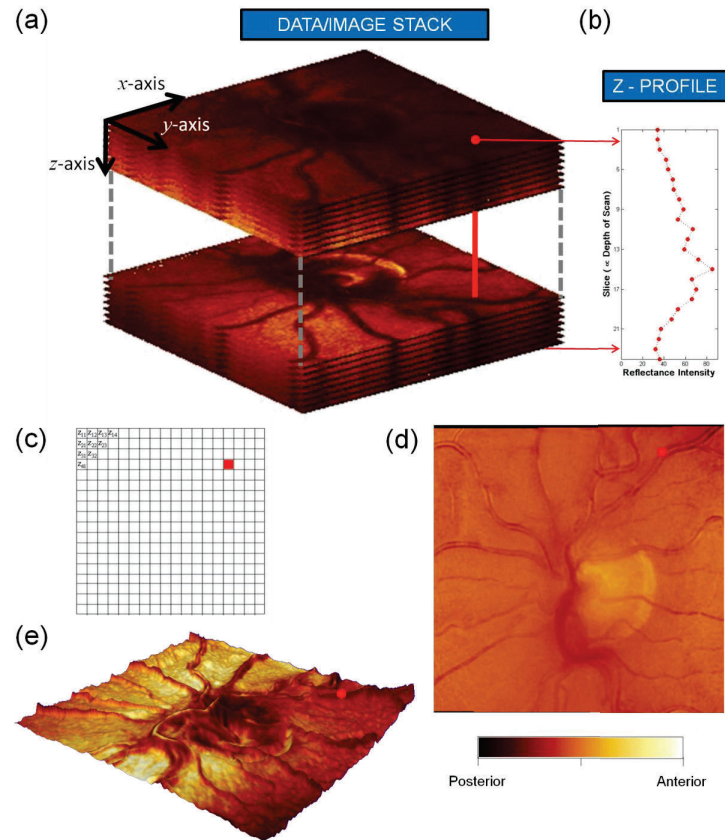 (a)
DATA/IMAGE STACK
(b)
x-axis
y-axis
z-axis
Z - PROFILE
1
5
9
13
17
21
Slice ( ∝ Depth of Scan)
0 20 40 60 80
Reflectance Intensity
(c)
z11 z12 z13 z14
z21 z22 z23
z31 z32
z41
(d)
(e)
Posterior
Anterior